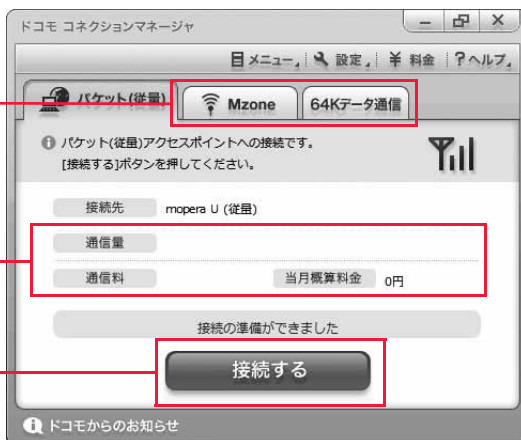 ドコモ コネクションマネージャ
メニュー 設定 ¥ 料金 ?ヘルプ
パケット(従量) Mzone 64Kデータ通信
パケット(従量)アクセスポイントへの接続です。
[接続する]ボタンを押してください。
接続先 mopera U (従量)
通信量
通信料 当月概算料金 0円
接続の準備ができました
接続する
ドコモからのお知らせ